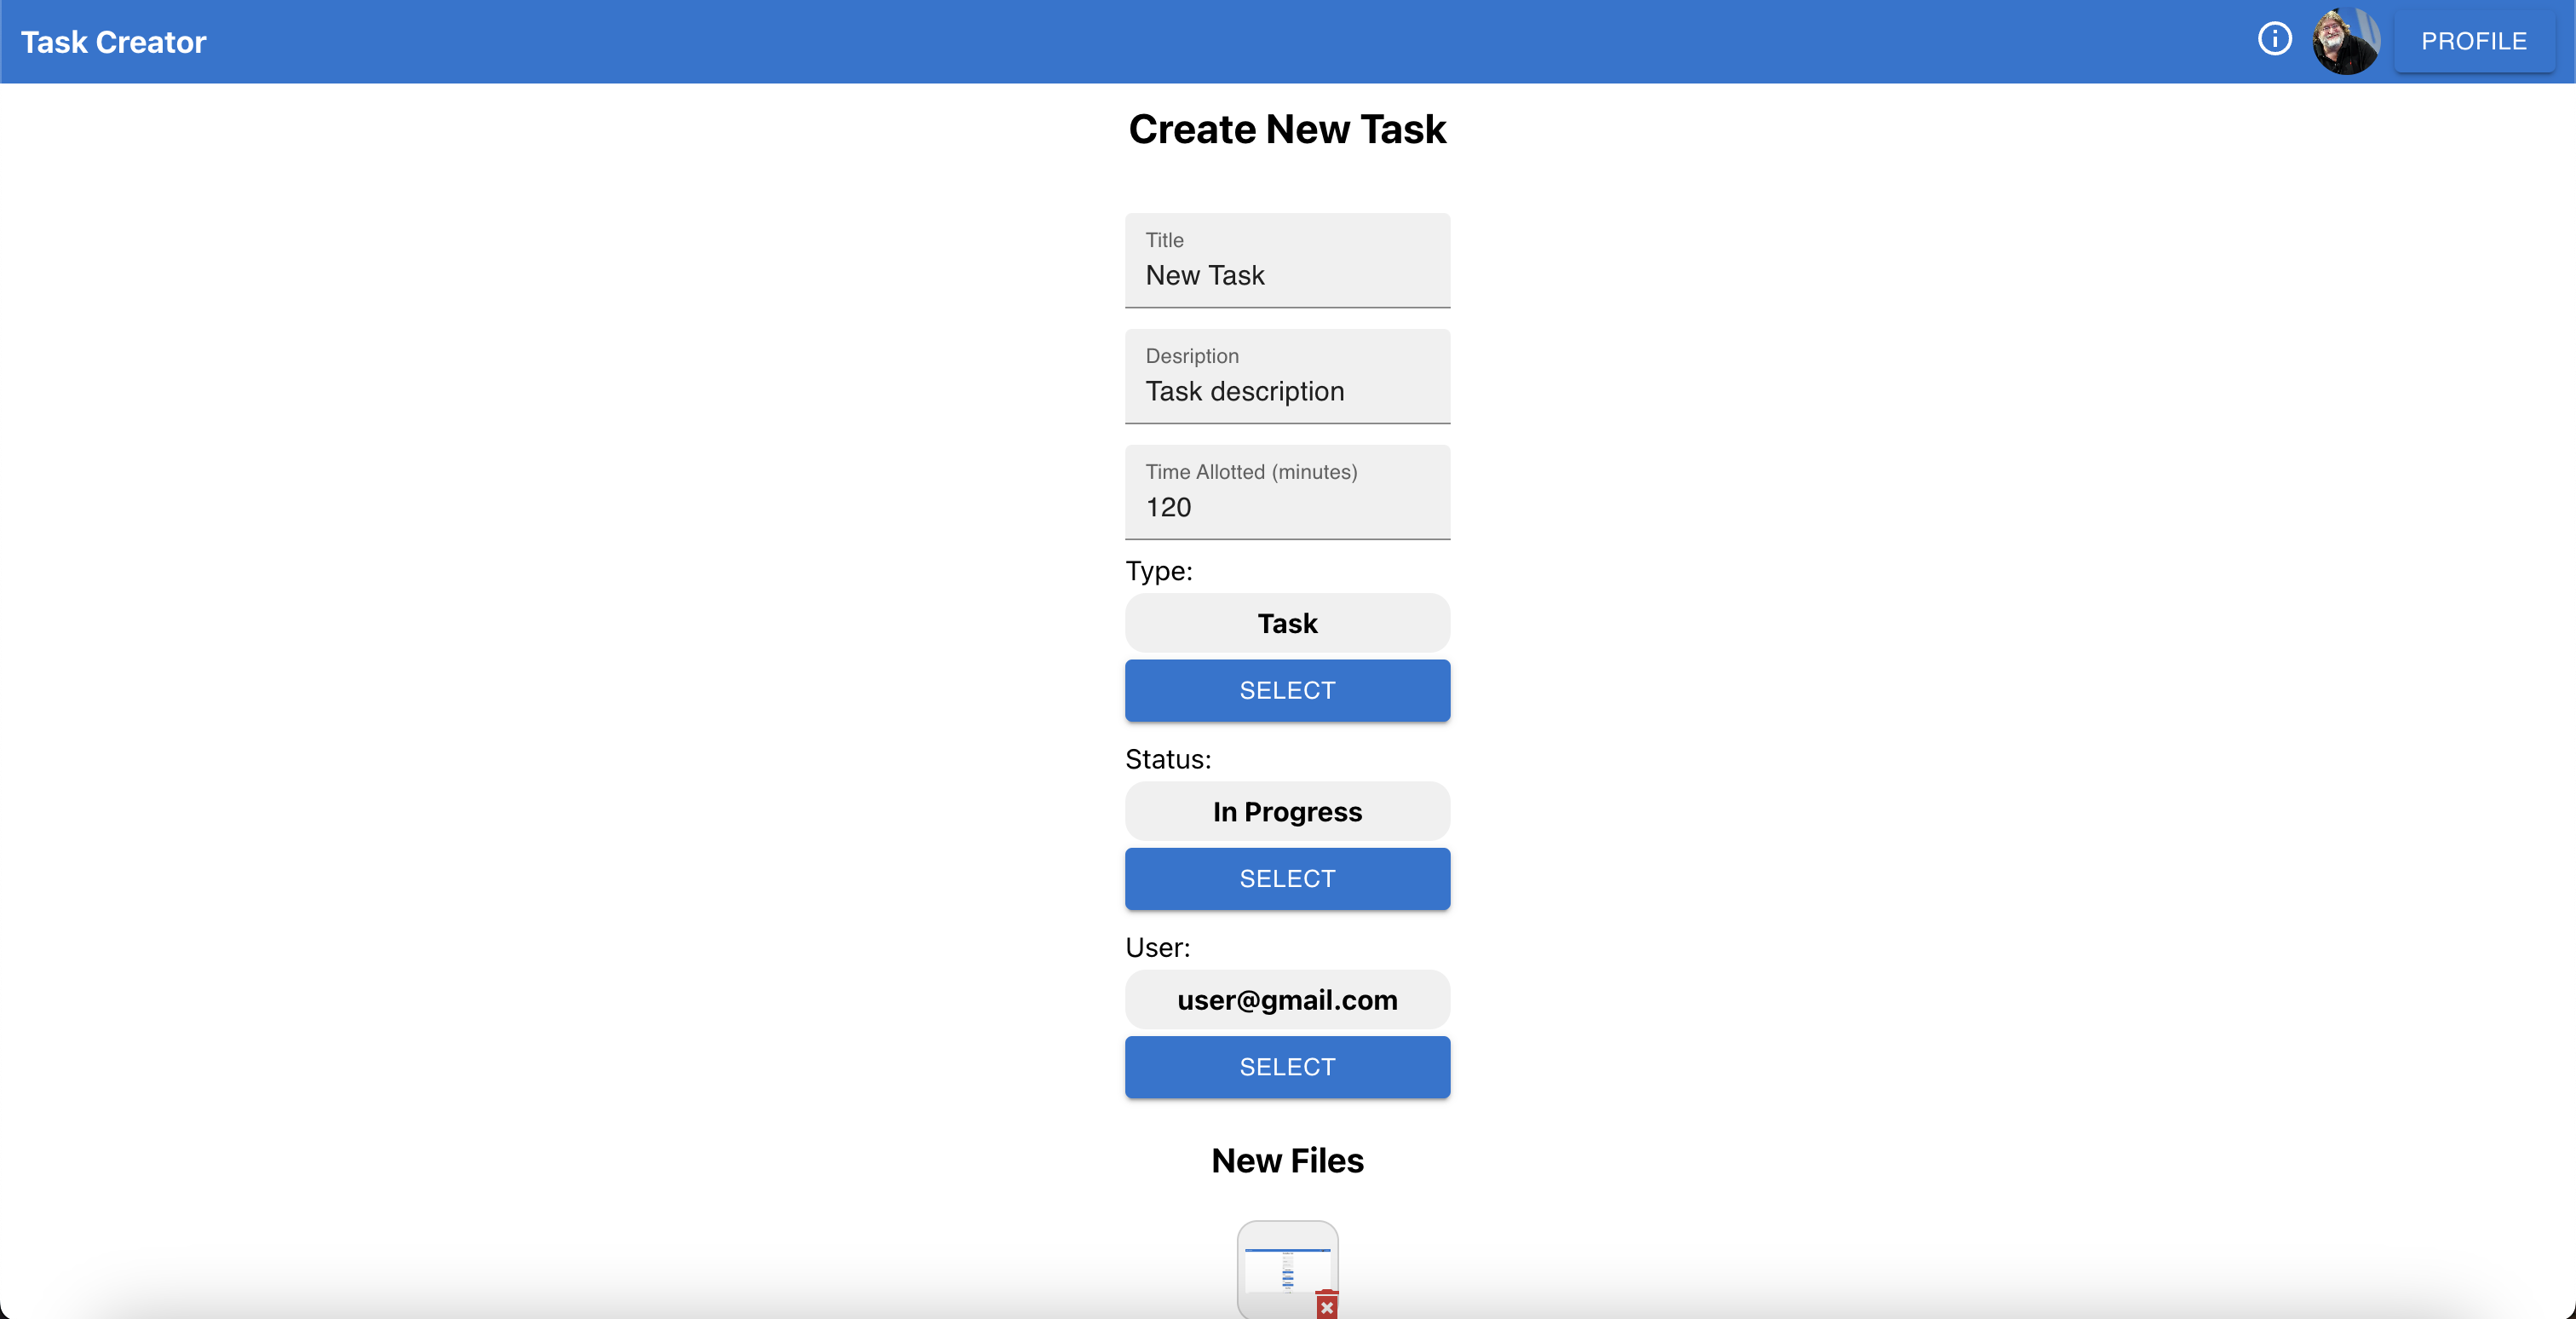 Task Creator
PROFILE
Create New Task
Title
New Task
Desription
Task description
Time Allotted (minutes)
120
Type:
Task
SELECT
Status:
In Progress
SELECT
User:
user@gmail.com
SELECT
New Files